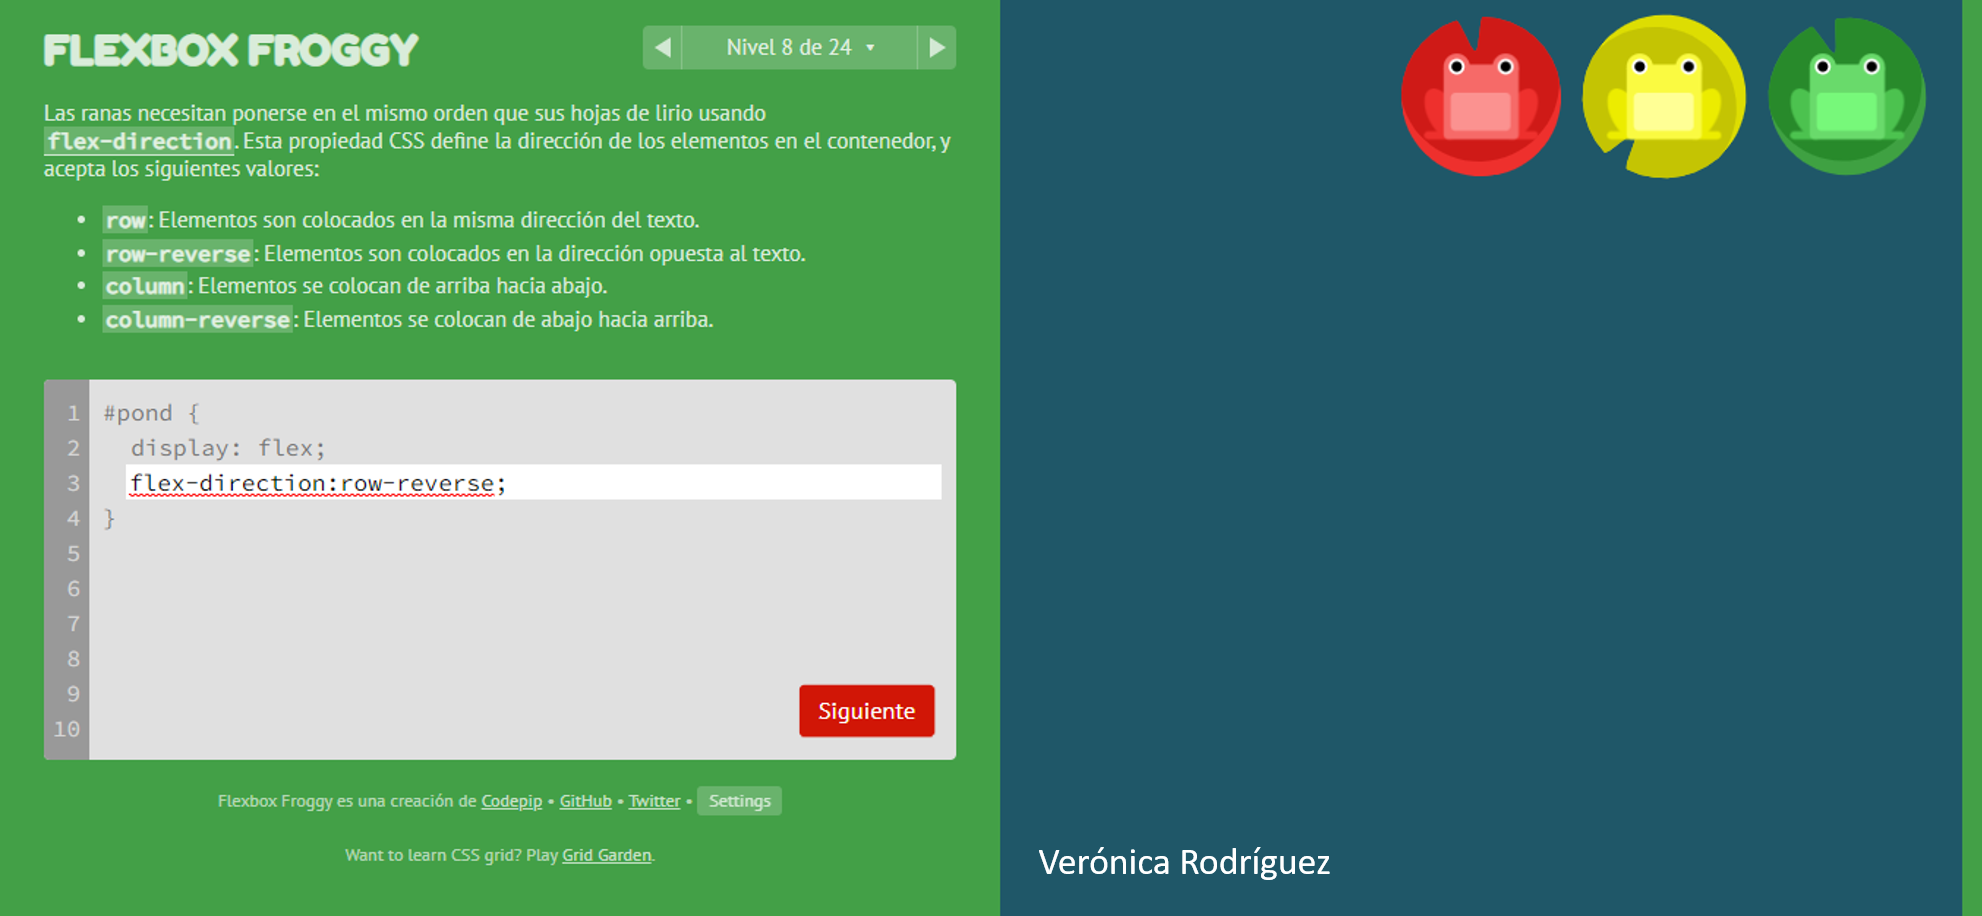 FLEXBOX FROGGY
Nivel 8 de 24
Las ranas necesitan ponerse en el mismo orden que sus hojas de lirio usando
flex-direction. Esta propiedad CSS define la dirección de los elementos en el contenedor, y
acepta los siguientes valores:
• row: Elementos son colocados en la misma dirección del texto.
• row-reverse: Elementos son colocados en la dirección opuesta al texto.
• column: Elementos se colocan de arriba hacia abajo.
• column-reverse: Elementos se colocan de abajo hacia arriba.
1 #pond {
2 display: flex;
3 flex-direction:row-reverse;
4 }
5
6
7
8
9
10
Siguiente
Flexbox Froggy es una creación de Codepip • GitHub • Twitter • Settings
Want to learn CSS grid? Play Grid Garden.
Verónica Rodríguez